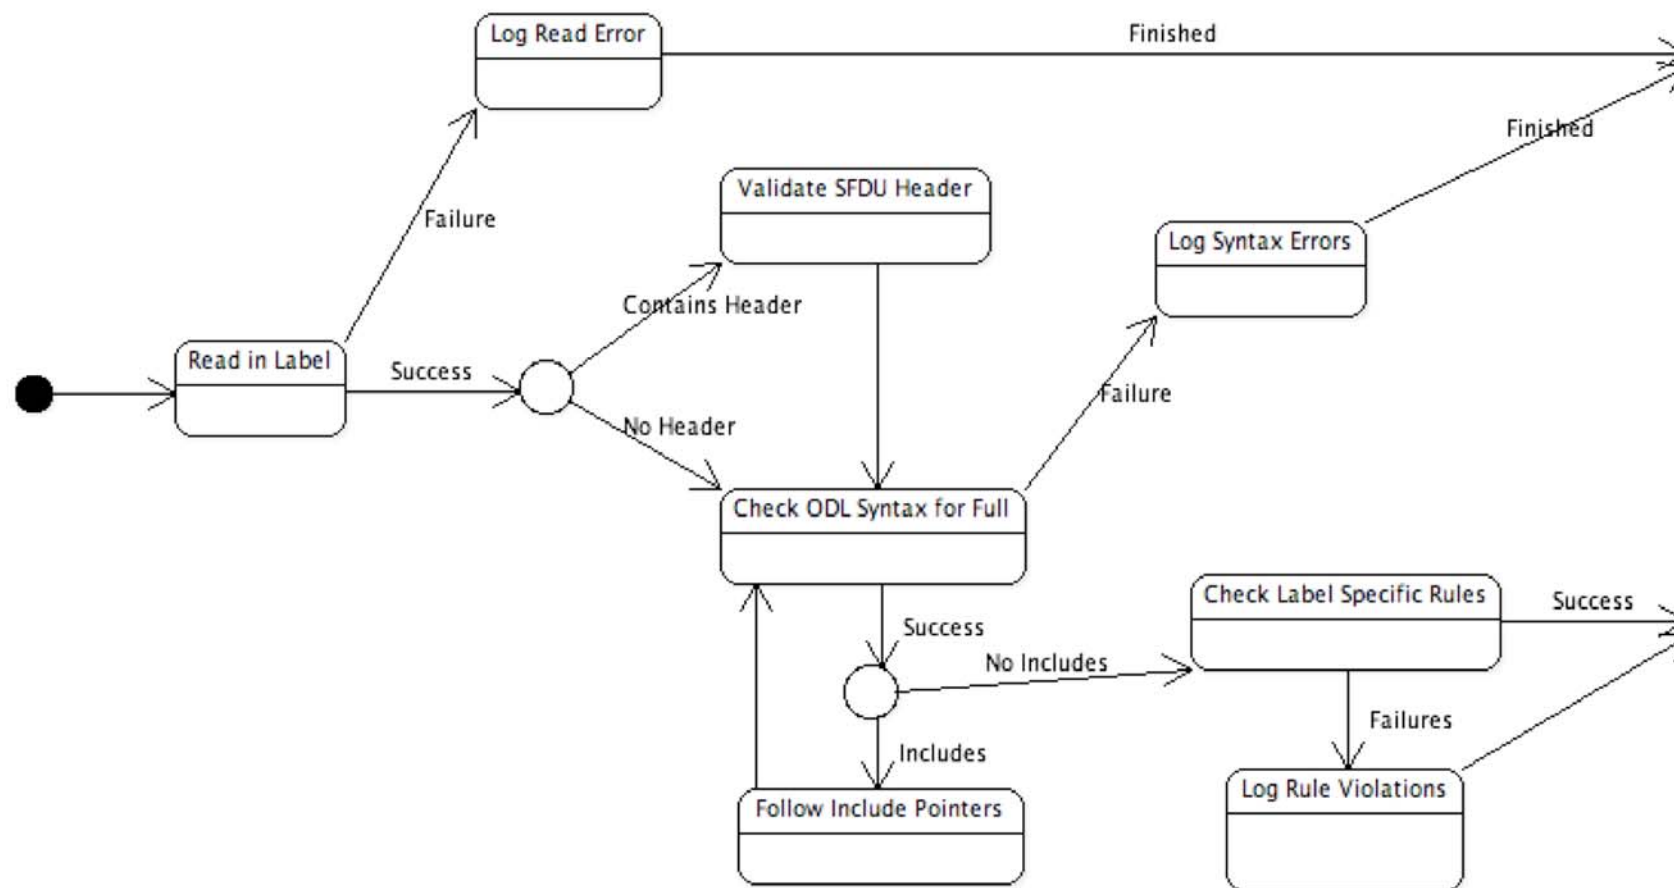 Log Read Error
Finished
Finished
Validate SFDU Header
Failure
Log Syntax Errors
Contains Header
Read in Label
Success
Failure
No Header
Check ODL Syntax for Full
Check Label Specific Rules
Success
Success
No Includes
Failures
Includes
Follow Include Pointers
Log Rule Violations